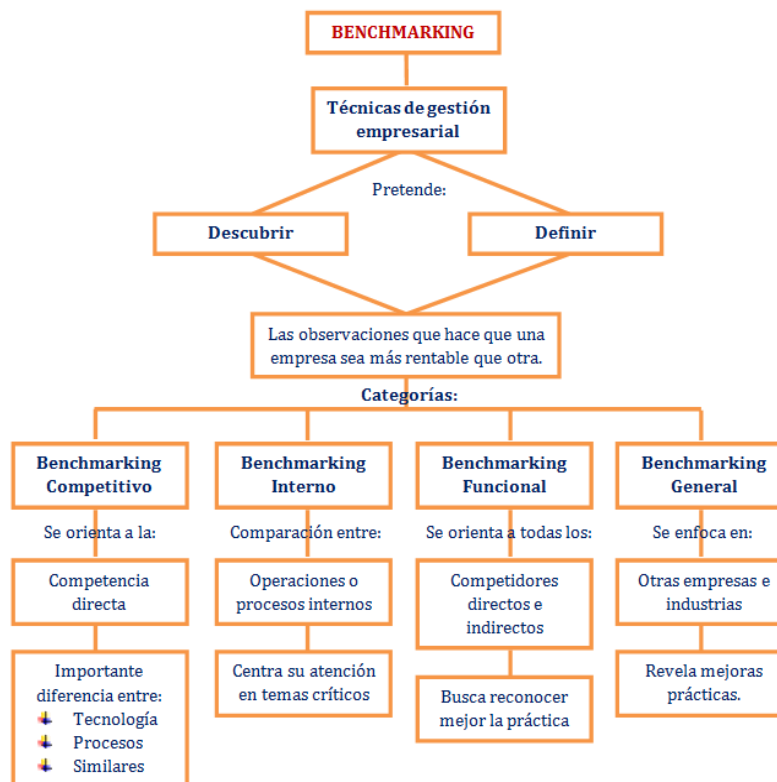 BENCHMARKING
Técnicas de gestión
empresarial
Pretende:
Descubrir
Definir
Las observaciones que hace que una
empresa sea más rentable que otra.
Categorías:
Benchmarking
Competitivo
Benchmarking
Interno
Benchmarking
Funcional
Benchmarking
General
Se orienta a la:
Comparación entre:
Se orienta a todas los:
Se enfoca en:
Competencia
directa
Operaciones o
procesos internos
Competidores
directos e
indirectos
Otras empresas e
industrias
Importante
diferencia entre:
Tecnología
Procesos
Similares
Centra su atención
en temas críticos
Busca reconocer
mejor la práctica
Revela mejoras
prácticas.